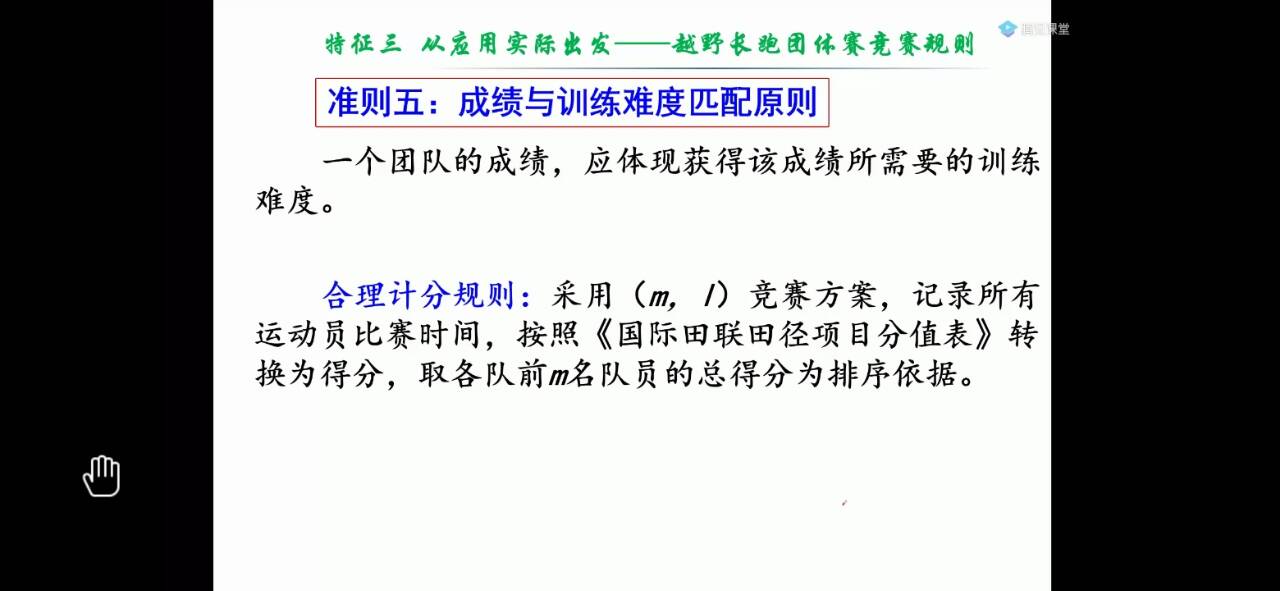 腾讯课堂
特征三 从应用实际出发——越野长跑团体赛竞赛规则
准则五：成绩与训练难度匹配原则
一个团队的成绩，应体现获得该成绩所需要的训练
难度。
合理计分规则：采用（m，l）竞赛方案，记录所有
运动员比赛时间，按照《国际田联田径项目分值表》转
换为得分，取各队前m名队员的总得分为排序依据。